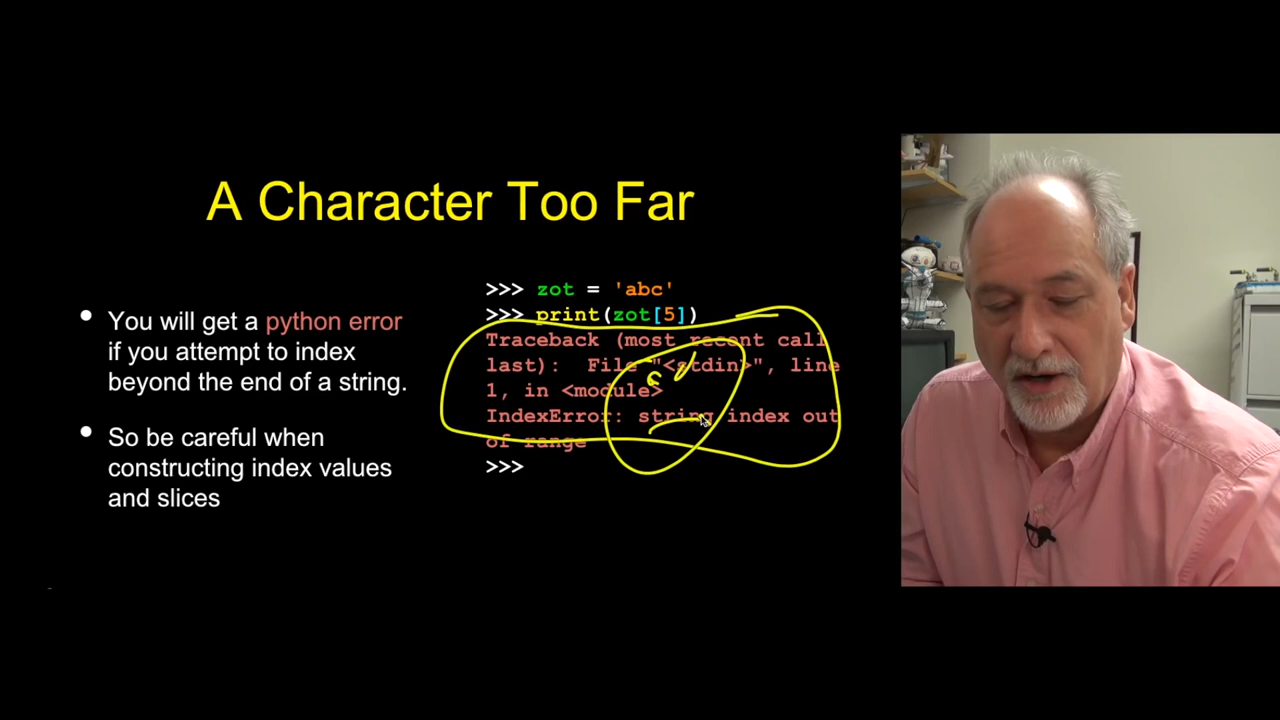 A Character Too Far
• You will get a python error
if you attempt to index
beyond the end of a string.
• So be careful when
constructing index values
and slices
>>> zot = 'abc'
>>> print(zot[5])
Traceback (most recent call
last):  File "<stdin>", line
1, in <module>
IndexError: string index out
of range
>>>